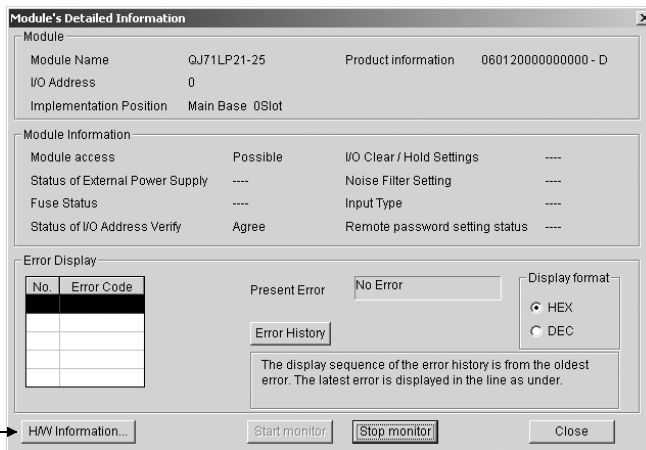 Module's Detailed Information
Module
Module Name QJ71LP21-25 Product information 060120000000000 - D
I/O Address 0
Implementation Position Main Base 0Slot
Module Information
Module access Possible I/O Clear / Hold Settings ----
Status of External Power Supply ---- Noise Filter Setting ----
Fuse Status ---- Input Type ----
Status of I/O Address Verify Agree Remote password setting status ----
Error Display
No. Error Code Present Error No Error Display format
HEX
Error History DEC
The display sequence of the error history is from the oldest
error. The latest error is displayed in the line as under.
H/W Information... Start monitor Stop monitor Close